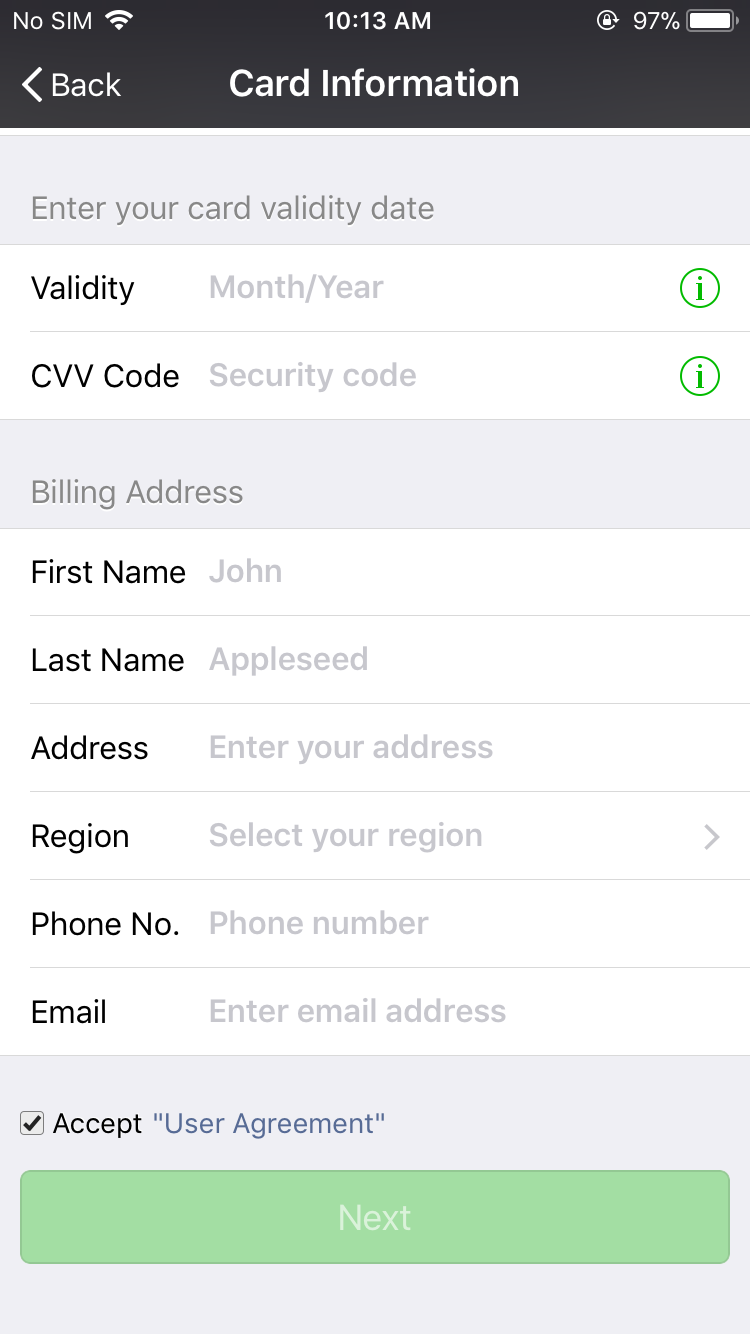 No SIM 10:13 AM 97%
Back Card Information
Enter your card validity date
Validity Month/Year
CVV Code Security code
Billing Address
First Name John
Last Name Appleseed
Address Enter your address
Region Select your region
Phone No. Phone number
Email Enter email address
Accept "User Agreement"
Next